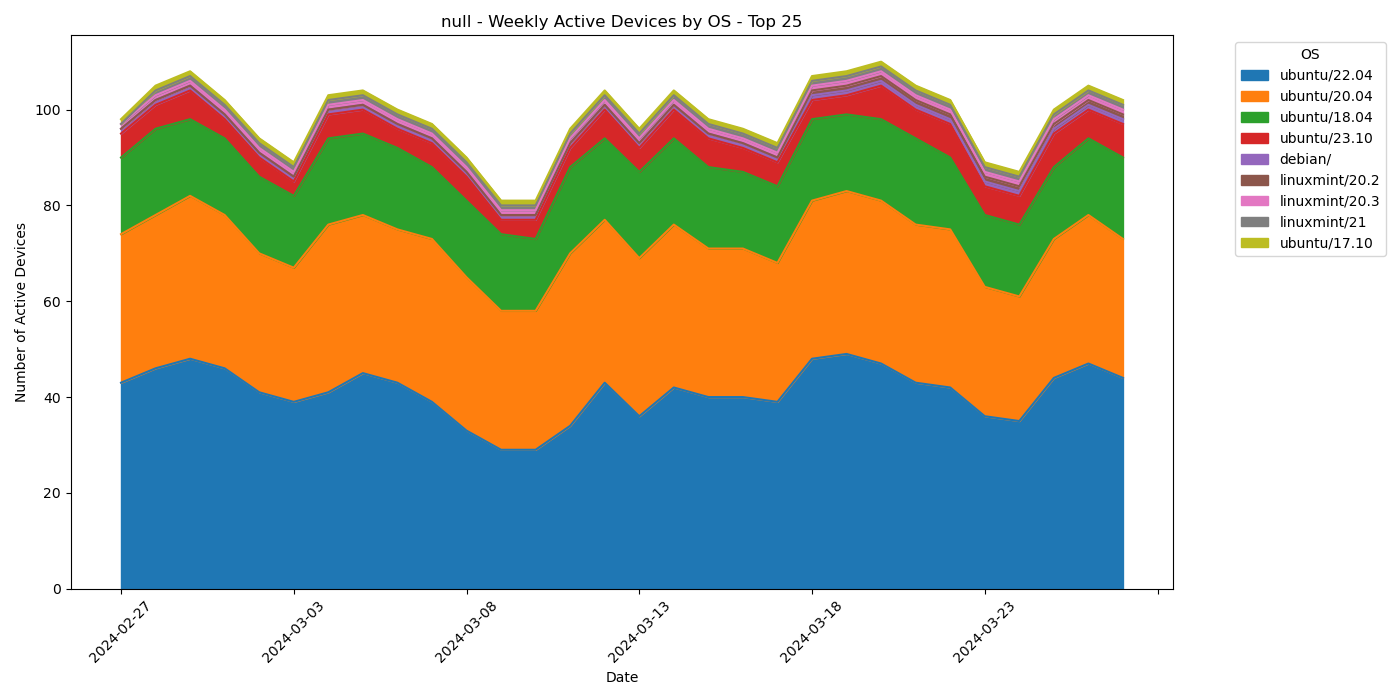 null - Weekly Active Devices by OS - Top 25
Number of Active Devices
100
80
60
40
20
0
2024-02-27
2024-03-03
2024-03-08
2024-03-13
2024-03-18
2024-03-23
Date
OS
ubuntu/22.04
ubuntu/20.04
ubuntu/18.04
ubuntu/23.10
debian/
linuxmint/20.2
linuxmint/20.3
linuxmint/21
ubuntu/17.10